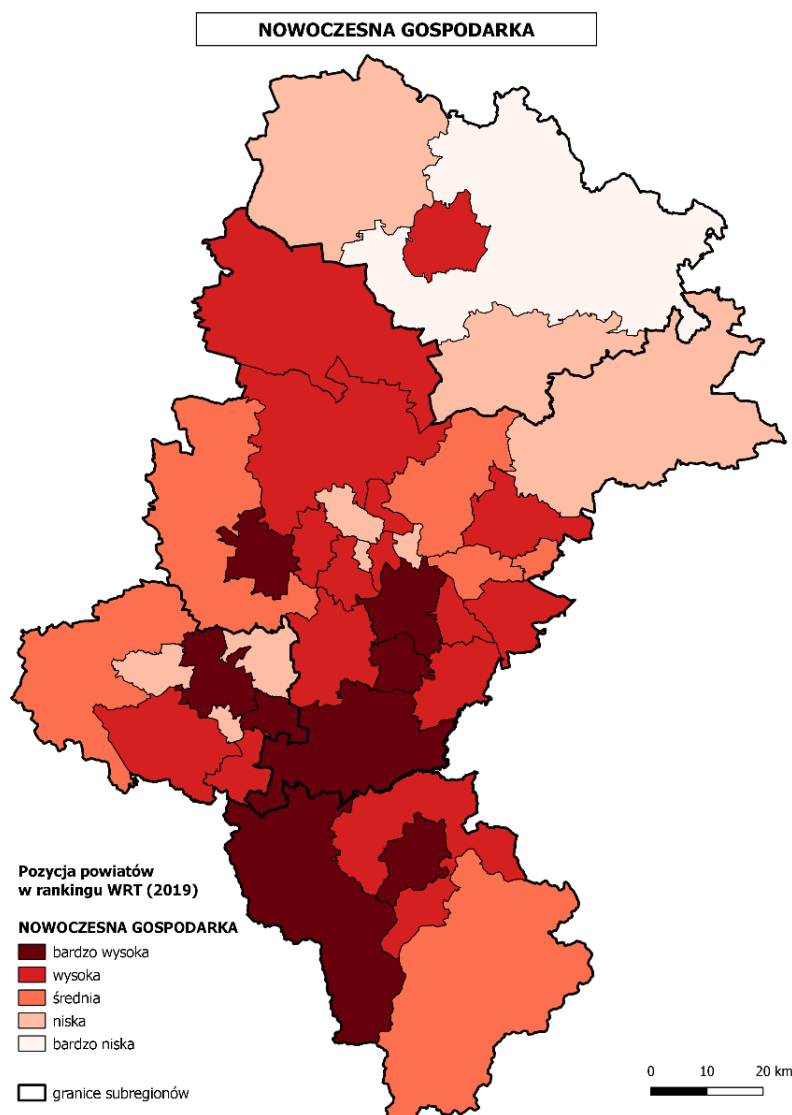 NOWOCZESNA GOSPODARKA
Pozycja powiatów
w rankingu WRT (2019)
NOWOCZESNA GOSPODARKA
bardzo wysoka
wysoka
średnia
niska
bardzo niska
granice subregionów
0 10 20 km